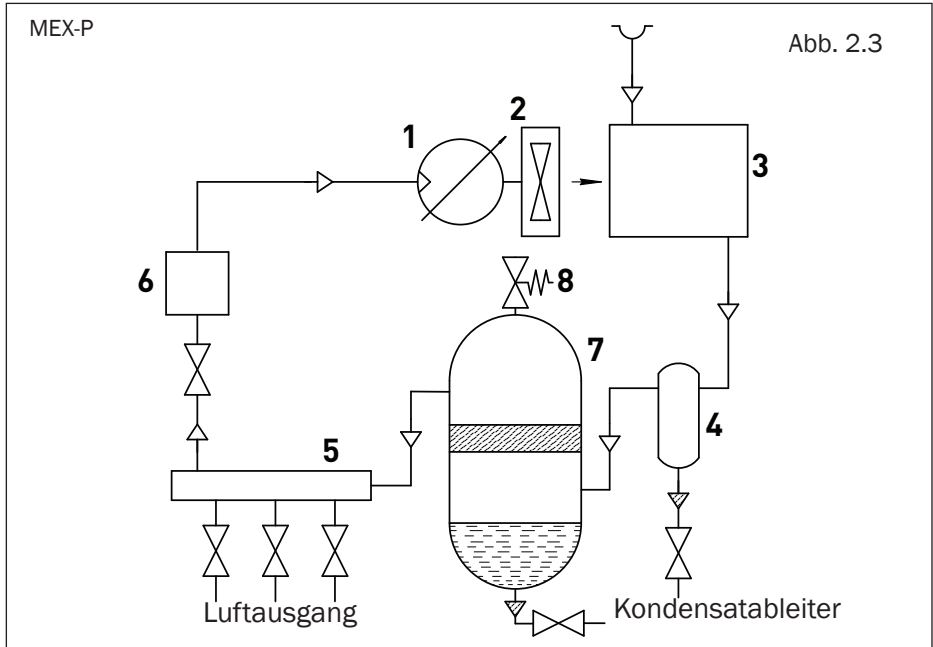 MEX-P
Abb. 2.3
2
1
3
6
8
7
4
5
Luftausgang
Kondensatableiter